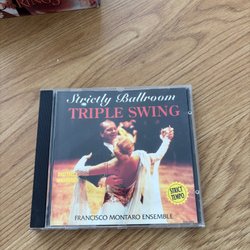 Strictly Ballroom
TRIPLE SWING
STRICT
TEMPO
FRANCISCO MONTARO ENSEMBLE